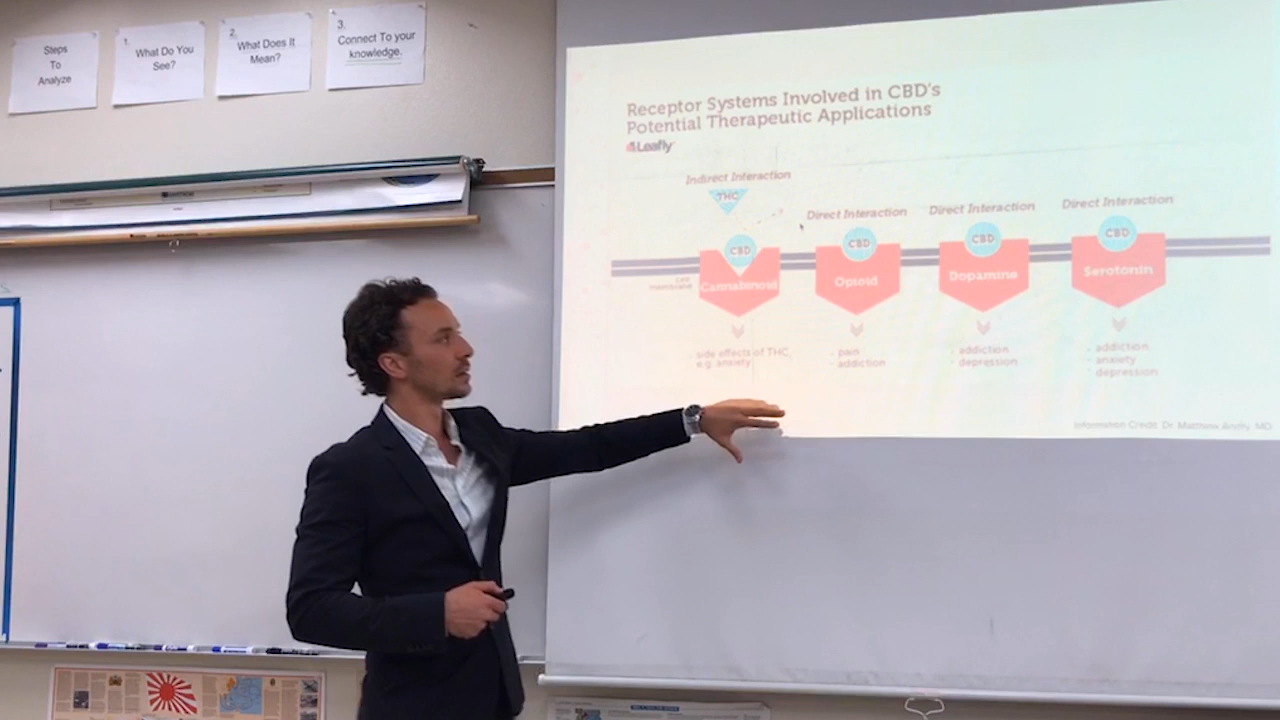 Steps
To
Analyze
1.
What Do You
See?
2.
What Does It
Mean?
3.
Connect To your
knowledge.
Receptor Systems Involved in CBD's
Potential Therapeutic Applications
Leafly
Indirect Interaction
THC
Direct Interaction
Direct Interaction
Direct Interaction
CBD
CBD
CBD
CBD
cell
membrane
Cannabinoid
Opioid
Dopamine
Serotonin
- side effects of THC,
e.g. anxiety
- pain
- addiction
- addiction
- depression
- addiction
- anxiety
- depression
Information Credit: Dr. Matthew MD